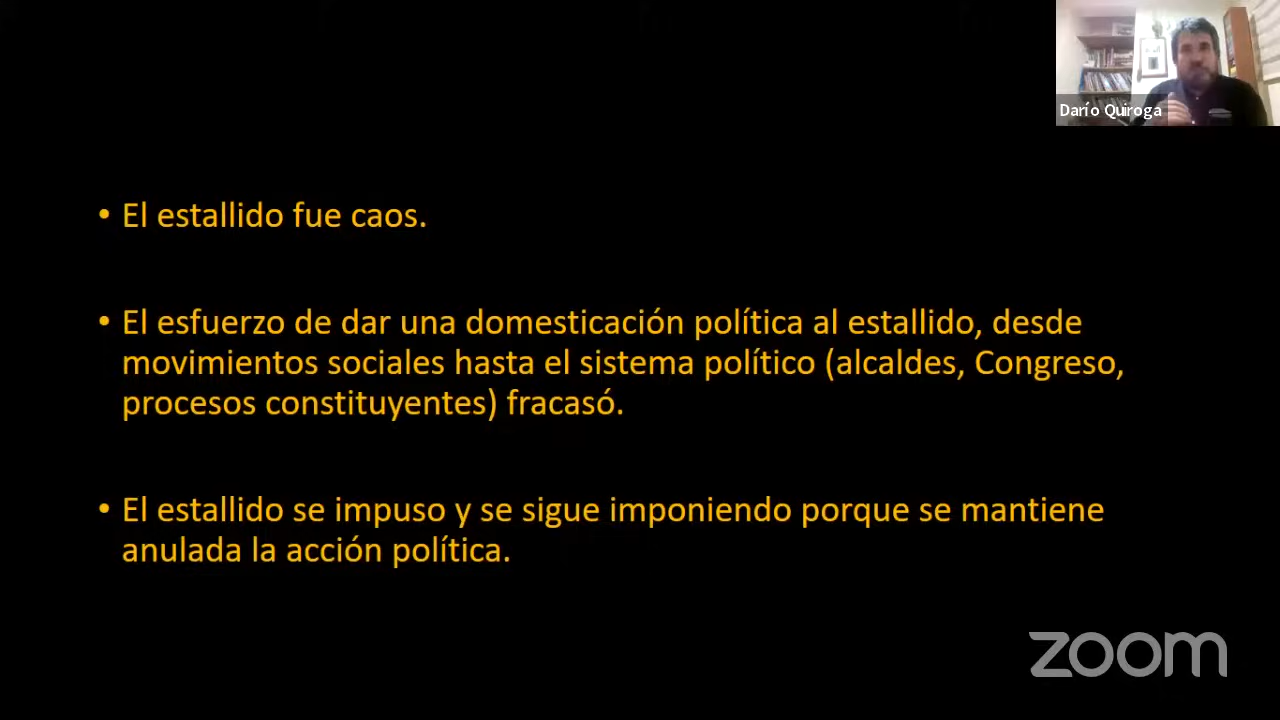 Darío Quiroga
• El estallido fue caos.
• El esfuerzo de dar una domesticación política al estallido, desde
movimientos sociales hasta el sistema político (alcaldes, Congreso,
procesos constituyentes) fracasó.
• El estallido se impuso y se sigue imponiendo porque se mantiene
anulada la acción política.
zoom